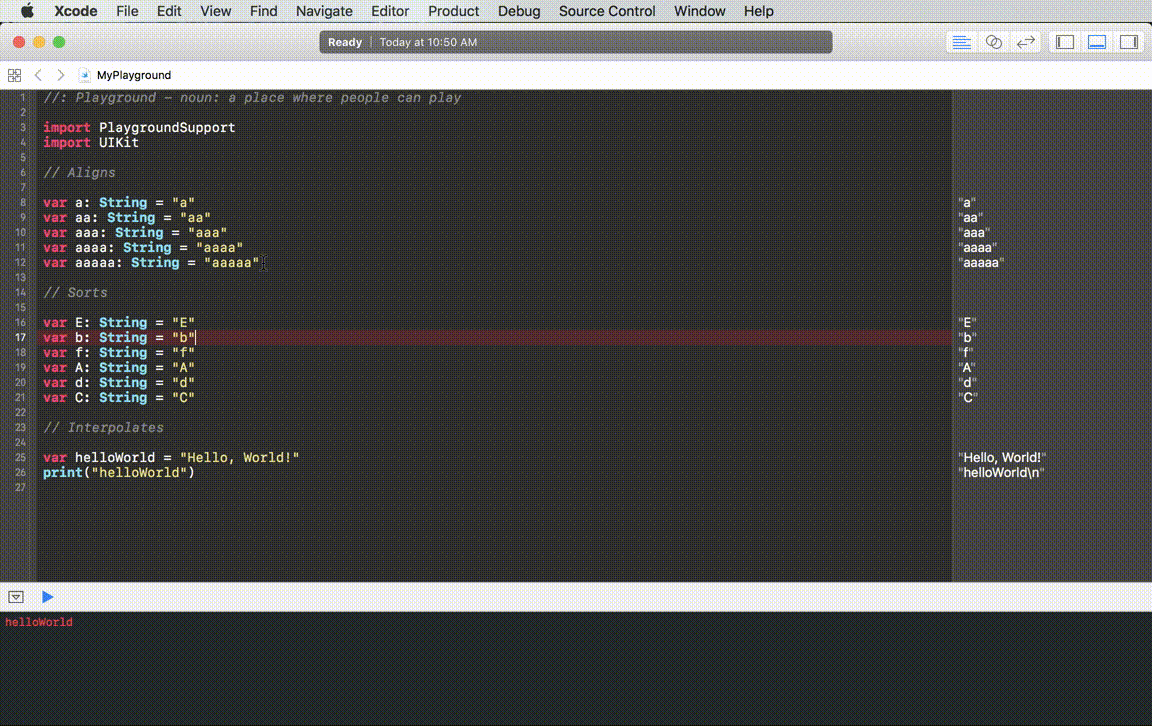 Xcode File Edit View Find Navigate Editor Product Debug Source Control Window Help
Ready | Today at 10:50 AM
MyPlayground
1 //: Playground – noun: a place where people can play
2
3 import PlaygroundSupport
4 import UIKit
5
6 // Aligns
7
8 var a: String = "a" "a"
9 var aa: String = "aa" "aa"
10 var aaa: String = "aaa" "aaa"
11 var aaaa: String = "aaaa" "aaaa"
12 var aaaaa: String = "aaaaa" "aaaaa"
13
14 // Sorts
15
16 var E: String = "E" "E"
17 var b: String = "b" "b"
18 var f: String = "f" "f"
19 var A: String = "A" "A"
20 var d: String = "d" "d"
21 var C: String = "C" "C"
22
23 // Interpolates
24
25 var helloWorld = "Hello, World!" "Hello, World!"
26 print("helloWorld") "helloWorld\n"
27
helloWorld